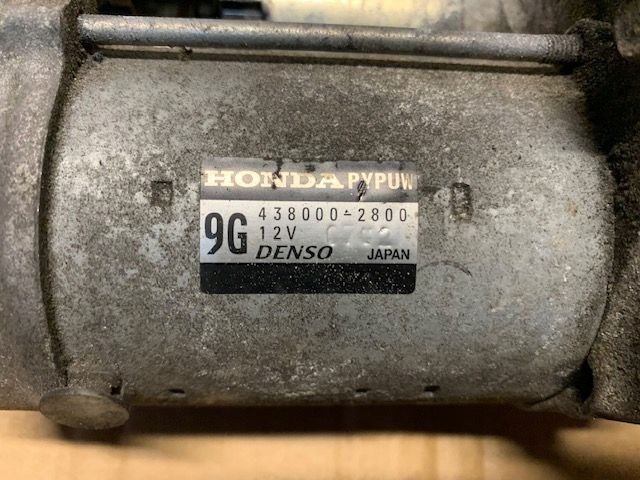 HONDA PYPUW
9G 438000-2800
12V
DENSO JAPAN